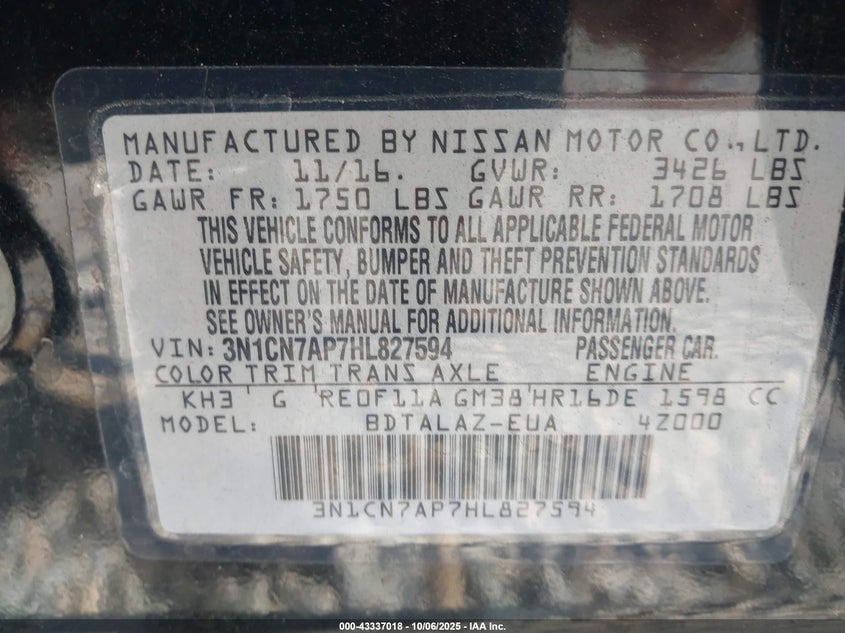 MANUFACTURED BY NISSAN MOTOR CO., LTD.
DATE: 11/16. GVWR: 3426 LBS
GAWR FR: 1750 LBS GAWR RR: 1708 LBS
THIS VEHICLE CONFORMS TO ALL APPLICABLE FEDERAL MOTOR
VEHICLE SAFETY, BUMPER AND THEFT PREVENTION STANDARDS
IN EFFECT ON THE DATE OF MANUFACTURE SHOWN ABOVE.
SEE OWNER'S MANUAL FOR ADDITIONAL INFORMATION.
VIN: 3N1CN7AP7HL827594 PASSENGER CAR.
COLOR TRIM TRANS AXLE ENGINE
KH3 G RE0F11A GM38 HR16DE 1598 CC
MODEL: BDTALAZ-EUA 4Z000
3N1CN7AP7HL827594
000-43337018 - 10/06/2025 - IAA Inc.